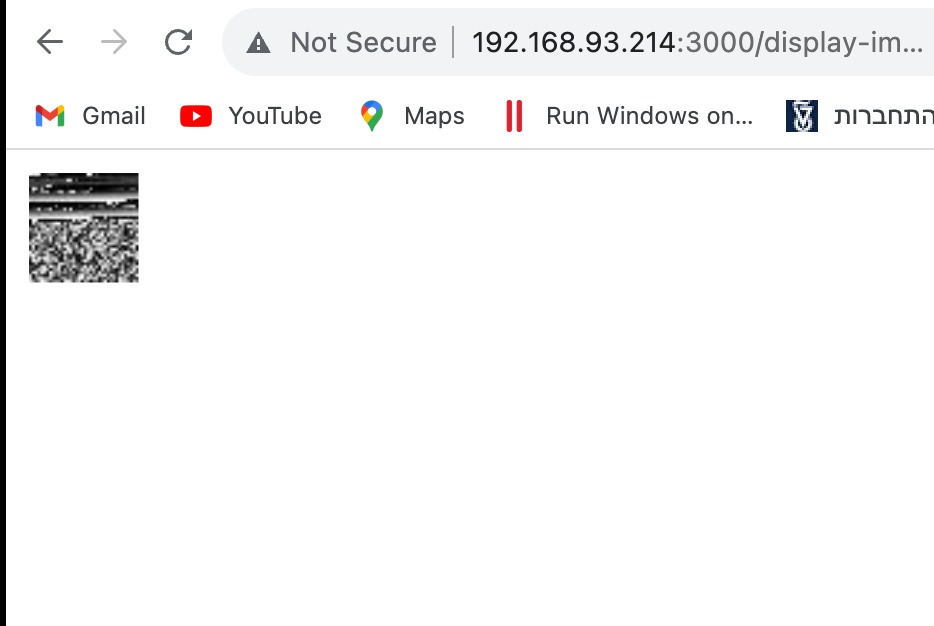 Not Secure | 192.168.93.214:3000/display-im...
Gmail YouTube Maps Run Windows on... התחברות